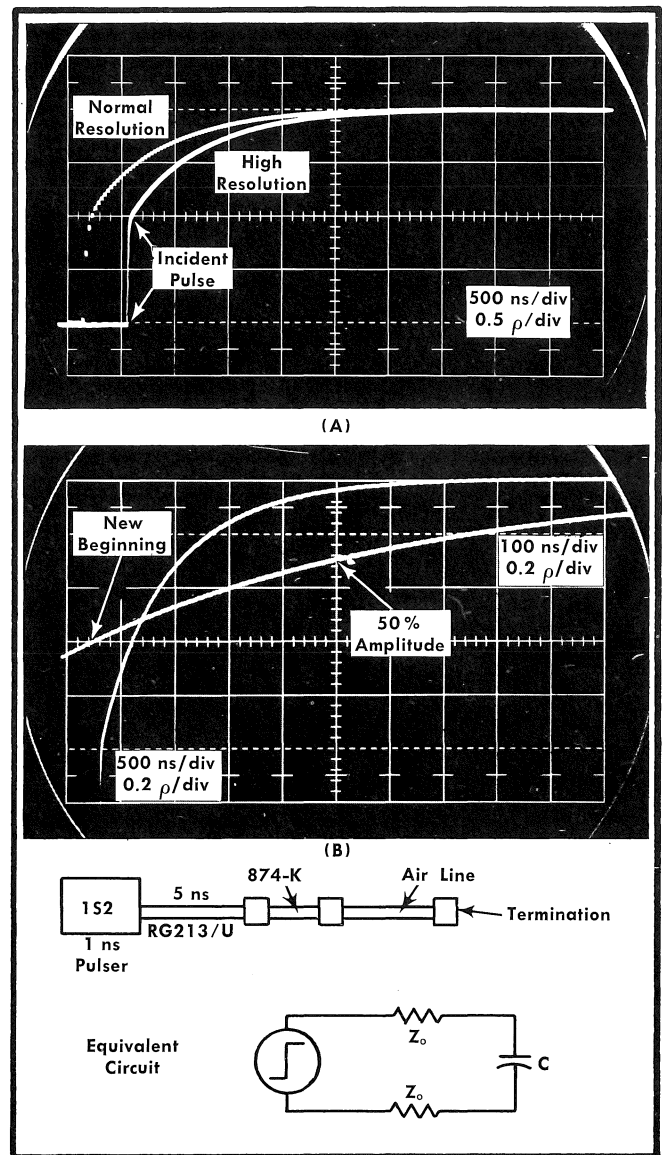 Normal
Resolution
High
Resolution
Incident
Pulse
500 ns/div
0.5 ρ/div
(A)
New
Beginning
100 ns/div
0.2 ρ/div
50%
Amplitude
500 ns/div
0.2 ρ/div
(B)
874-K
Air Line
5 ns
1S2
Termination
RG213/U
1 ns
Pulser
Equivalent
Circuit
Zo
C
Zo